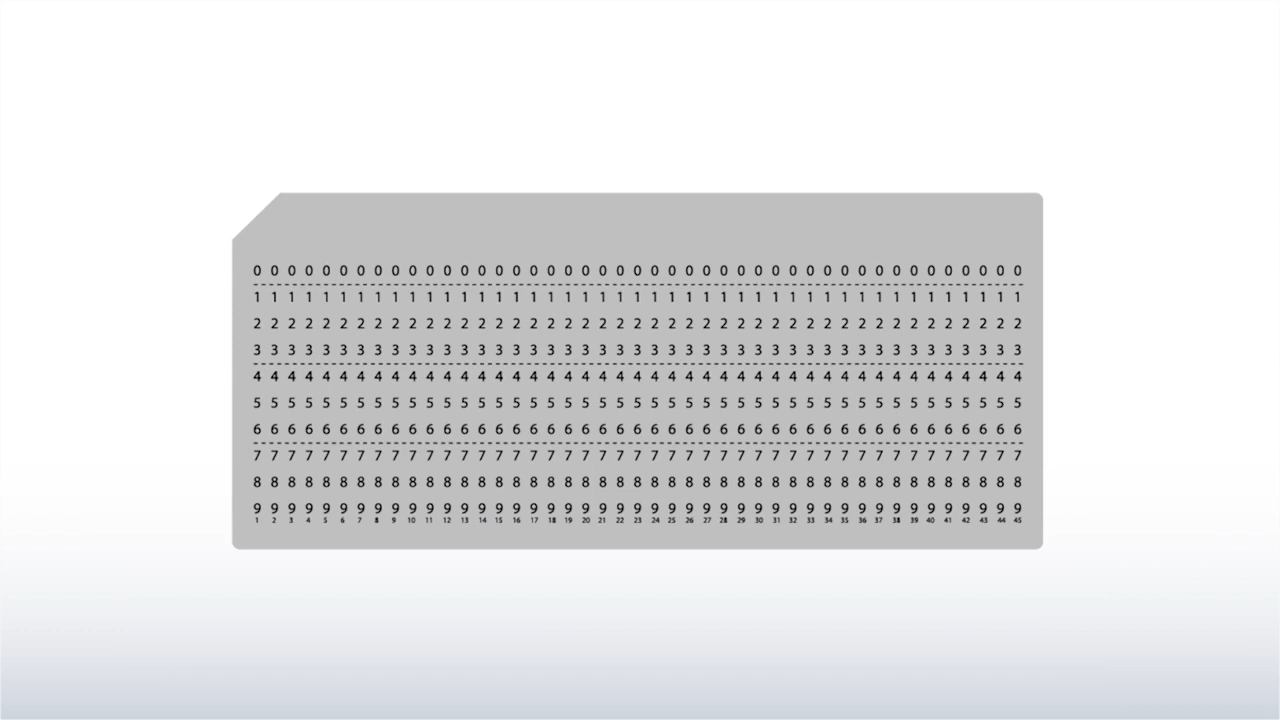 0 0 0 0 0 0 0 0 0 0 0 0 0 0 0 0 0 0 0 0 0 0 0 0 0 0 0 0 0 0 0 0 0 0 0 0 0 0 0 0 0 0 0 0 0
1 1 1 1 1 1 1 1 1 1 1 1 1 1 1 1 1 1 1 1 1 1 1 1 1 1 1 1 1 1 1 1 1 1 1 1 1 1 1 1 1 1 1 1 1
2 2 2 2 2 2 2 2 2 2 2 2 2 2 2 2 2 2 2 2 2 2 2 2 2 2 2 2 2 2 2 2 2 2 2 2 2 2 2 2 2 2 2 2 2
3 3 3 3 3 3 3 3 3 3 3 3 3 3 3 3 3 3 3 3 3 3 3 3 3 3 3 3 3 3 3 3 3 3 3 3 3 3 3 3 3 3 3 3 3
4 4 4 4 4 4 4 4 4 4 4 4 4 4 4 4 4 4 4 4 4 4 4 4 4 4 4 4 4 4 4 4 4 4 4 4 4 4 4 4 4 4 4 4 4
5 5 5 5 5 5 5 5 5 5 5 5 5 5 5 5 5 5 5 5 5 5 5 5 5 5 5 5 5 5 5 5 5 5 5 5 5 5 5 5 5 5 5 5 5
6 6 6 6 6 6 6 6 6 6 6 6 6 6 6 6 6 6 6 6 6 6 6 6 6 6 6 6 6 6 6 6 6 6 6 6 6 6 6 6 6 6 6 6 6
7 7 7 7 7 7 7 7 7 7 7 7 7 7 7 7 7 7 7 7 7 7 7 7 7 7 7 7 7 7 7 7 7 7 7 7 7 7 7 7 7 7 7 7 7
8 8 8 8 8 8 8 8 8 8 8 8 8 8 8 8 8 8 8 8 8 8 8 8 8 8 8 8 8 8 8 8 8 8 8 8 8 8 8 8 8 8 8 8 8
9 9 9 9 9 9 9 9 9 9 9 9 9 9 9 9 9 9 9 9 9 9 9 9 9 9 9 9 9 9 9 9 9 9 9 9 9 9 9 9 9 9 9 9 9
1 2 3 4 5 6 7 8 9 10 11 12 13 14 15 16 17 18 19 20 21 22 23 24 25 26 27 28 29 30 31 32 33 34 35 36 37 38 39 40 41 42 43 44 45